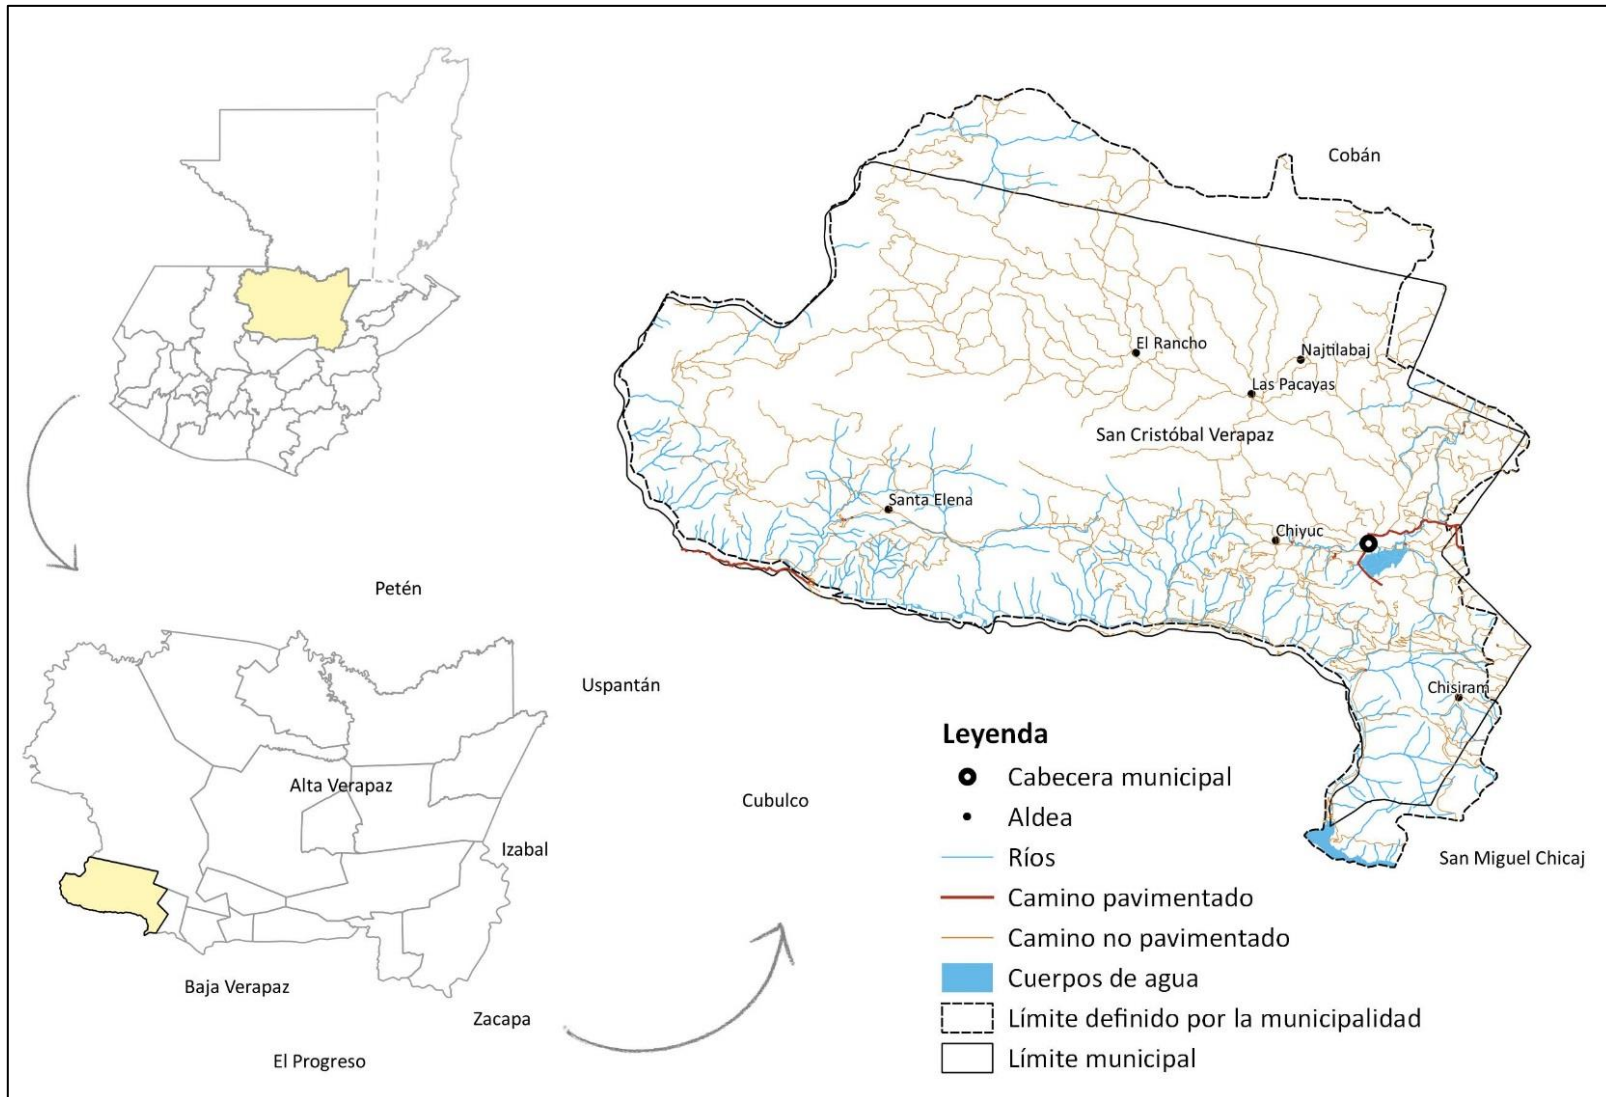 Cobán
El Rancho
Najtilabaj
Las Pacayas
San Cristóbal Verapaz
Santa Elena
Chiyuc
Chisiram
San Miguel Chicaj
Uspantán
Cubulco
Petén
Alta Verapaz
Izabal
Baja Verapaz
Zacapa
El Progreso
Leyenda
Cabecera municipal
Aldea
Ríos
Camino pavimentado
Camino no pavimentado
Cuerpos de agua
Límite definido por la municipalidad
Límite municipal